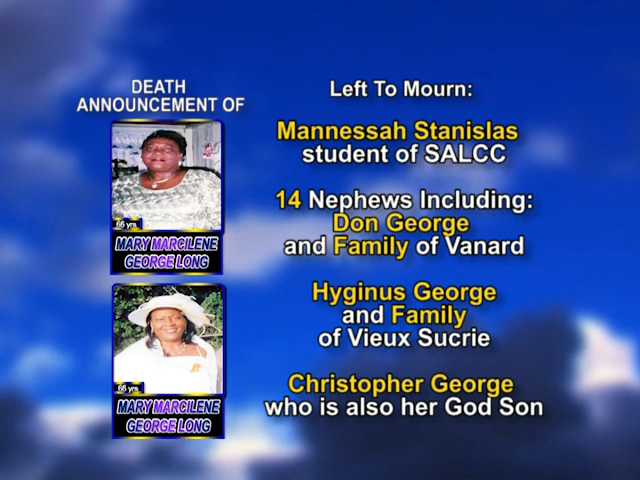 DEATH
ANNOUNCEMENT OF
66 yrs
MARY MARCILENE
GEORGE LONG
66 yrs
MARY MARCILENE
GEORGE LONG
Left To Mourn:
Mannessah Stanislas
student of SALCC
14 Nephews Including:
Don George
and Family of Vanard
Hyginus George
and Family
of Vieux Sucrie
Christopher George
who is also her God Son